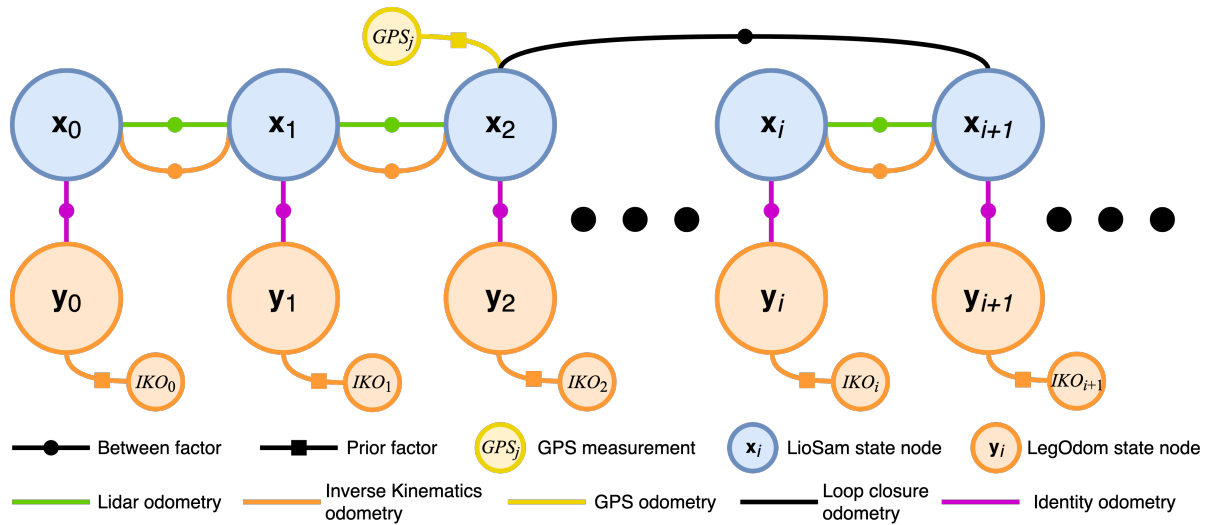 GPSj
x0 x1 x2 xi xi+1
y0 y1 y2 yi yi+1
IKO0 IKO1 IKO2 IKOi IKOi+1
Between factor Prior factor GPSj GPS measurement xi LioSam state node yi LegOdom state node
Lidar odometry Inverse Kinematics odometry GPS odometry Loop closure odometry Identity odometry